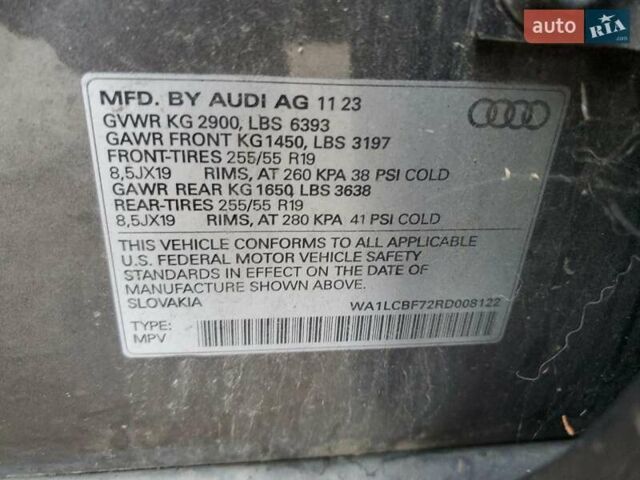 auto RIA.com
MFD. BY AUDI AG 11 23
GVWR KG 2900, LBS 6393
GAWR FRONT KG 1450, LBS 3197
FRONT-TIRES 255/55 R19
8,5JX19 RIMS, AT 260 KPA 38 PSI COLD
GAWR REAR KG 1650, LBS 3638
REAR-TIRES 255/55 R19
8,5JX19 RIMS, AT 280 KPA 41 PSI COLD
THIS VEHICLE CONFORMS TO ALL APPLICABLE
U.S. FEDERAL MOTOR VEHICLE SAFETY
STANDARDS IN EFFECT ON THE DATE OF
MANUFACTURE SHOWN ABOVE.
SLOVAKIA WA1LCBF72RD008122
TYPE:
MPV